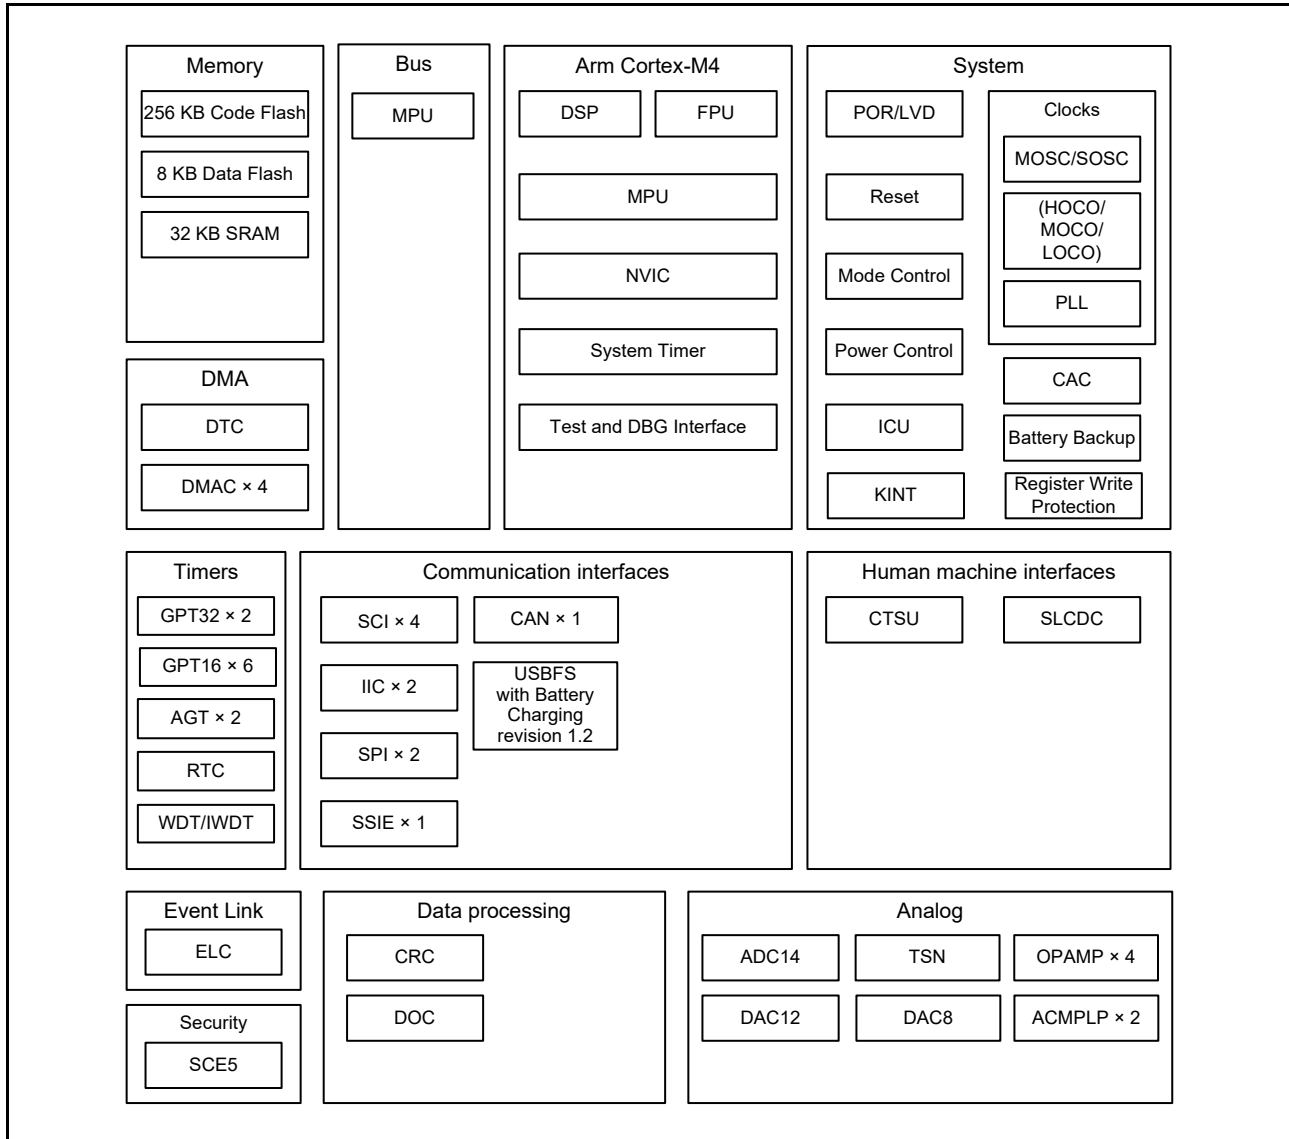 Memory
256 KB Code Flash
8 KB Data Flash
32 KB SRAM
DMA
DTC
DMAC × 4
Bus
MPU
Arm Cortex-M4
DSP
FPU
MPU
NVIC
System Timer
Test and DBG Interface
System
POR/LVD
Reset
Mode Control
Power Control
ICU
KINT
Clocks
MOSC/SOSC
(HOCO/
MOCO/
LOCO)
PLL
CAC
Battery Backup
Register Write
Protection
Timers
GPT32 × 2
GPT16 × 6
AGT × 2
RTC
WDT/IWDT
Communication interfaces
SCI × 4
IIC × 2
SPI × 2
SSIE × 1
CAN × 1
USBFS
with Battery
Charging
revision 1.2
Human machine interfaces
CTSU
SLCDC
Event Link
ELC
Security
SCE5
Data processing
CRC
DOC
Analog
ADC14
TSN
OPAMP × 4
DAC12
DAC8
ACMPLP × 2